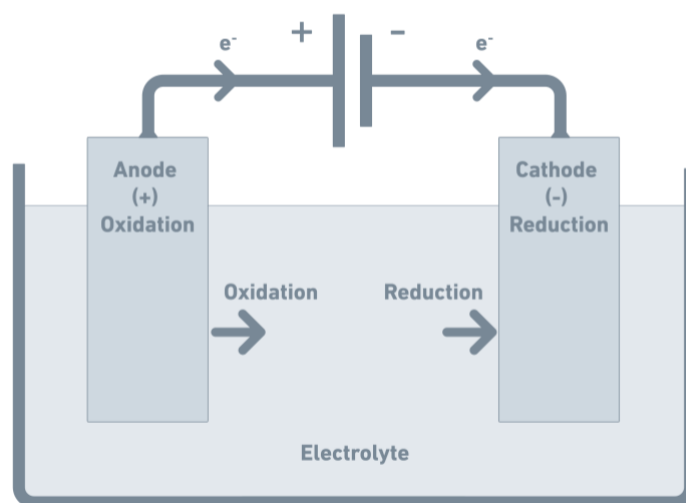 + -
e⁻ e⁻
Anode
(+)
Oxidation
Cathode
(-)
Reduction
Oxidation
Reduction
Electrolyte